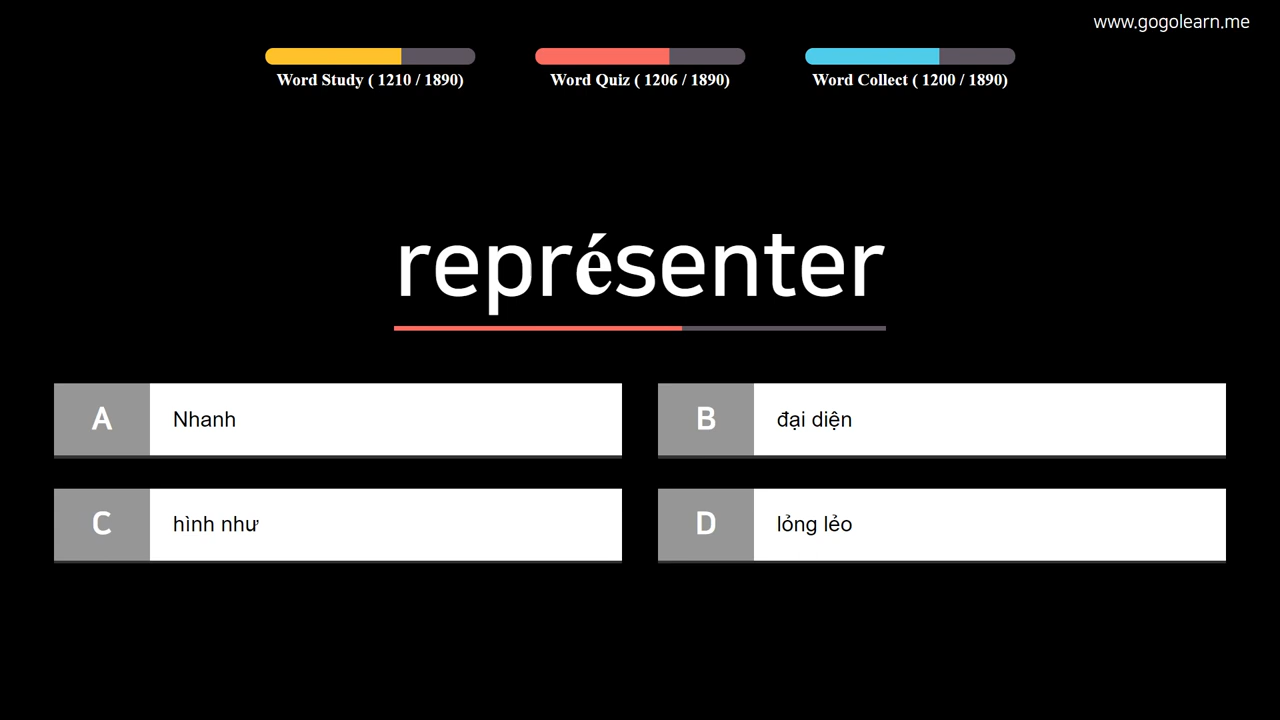 www.gogolearn.me
Word Study ( 1210 / 1890)
Word Quiz ( 1206 / 1890)
Word Collect ( 1200 / 1890)
représenter
A Nhanh
B đại diện
C hình như
D lỏng lẻo